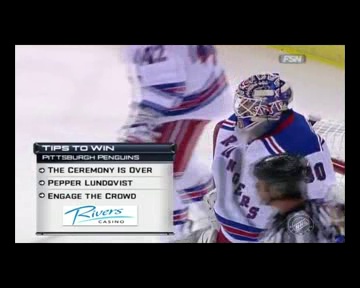 FSN
TIPS TO WIN
PITTSBURGH PENGUINS
THE CEREMONY IS OVER
PEPPER LUNDQVIST
ENGAGE THE CROWD
Rivers
CASINO
RANGERS
30